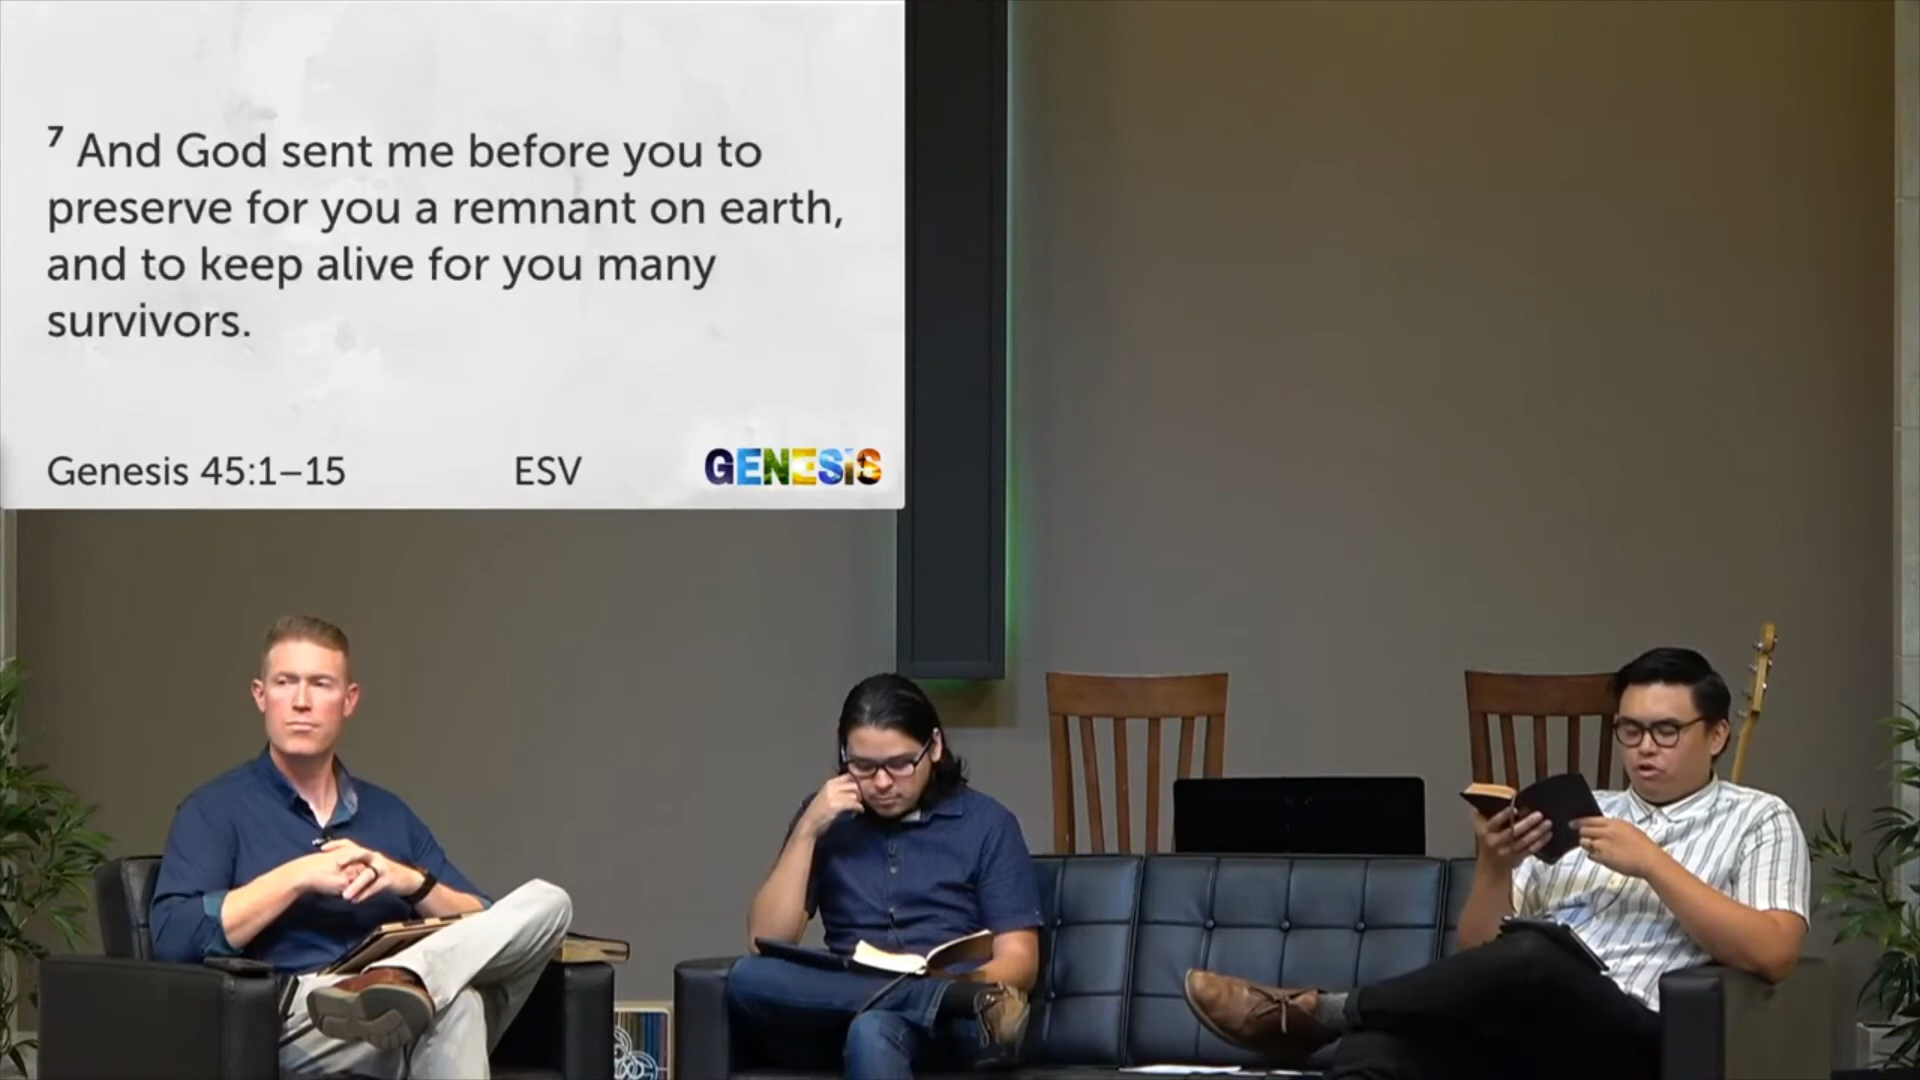 7 And God sent me before you to
preserve for you a remnant on earth,
and to keep alive for you many
survivors.
Genesis 45:1–15 ESV GENESIS